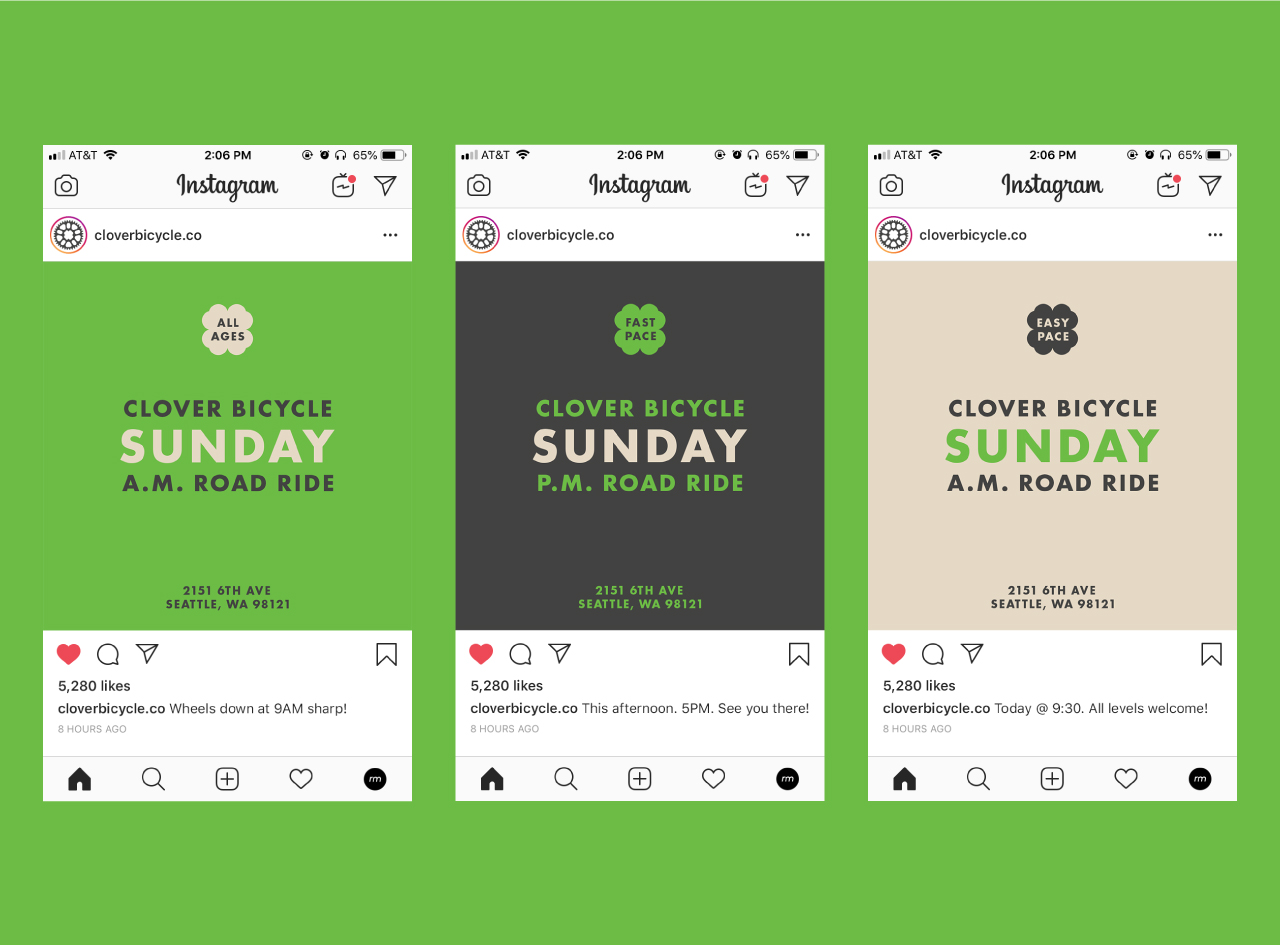 AT&T 2:06 PM 65%
Instagram
cloverbicycle.co
ALL
AGES
CLOVER BICYCLE
SUNDAY
A.M. ROAD RIDE
2151 6TH AVE
SEATTLE, WA 98121
5,280 likes
cloverbicycle.co Wheels down at 9AM sharp!
8 HOURS AGO
rm
AT&T 2:06 PM 65%
Instagram
cloverbicycle.co
FAST
PACE
CLOVER BICYCLE
SUNDAY
P.M. ROAD RIDE
2151 6TH AVE
SEATTLE, WA 98121
5,280 likes
cloverbicycle.co This afternoon. 5PM. See you there!
8 HOURS AGO
rm
AT&T 2:06 PM 65%
Instagram
cloverbicycle.co
EASY
PACE
CLOVER BICYCLE
SUNDAY
A.M. ROAD RIDE
2151 6TH AVE
SEATTLE, WA 98121
5,280 likes
cloverbicycle.co Today @ 9:30. All levels welcome!
8 HOURS AGO
rm